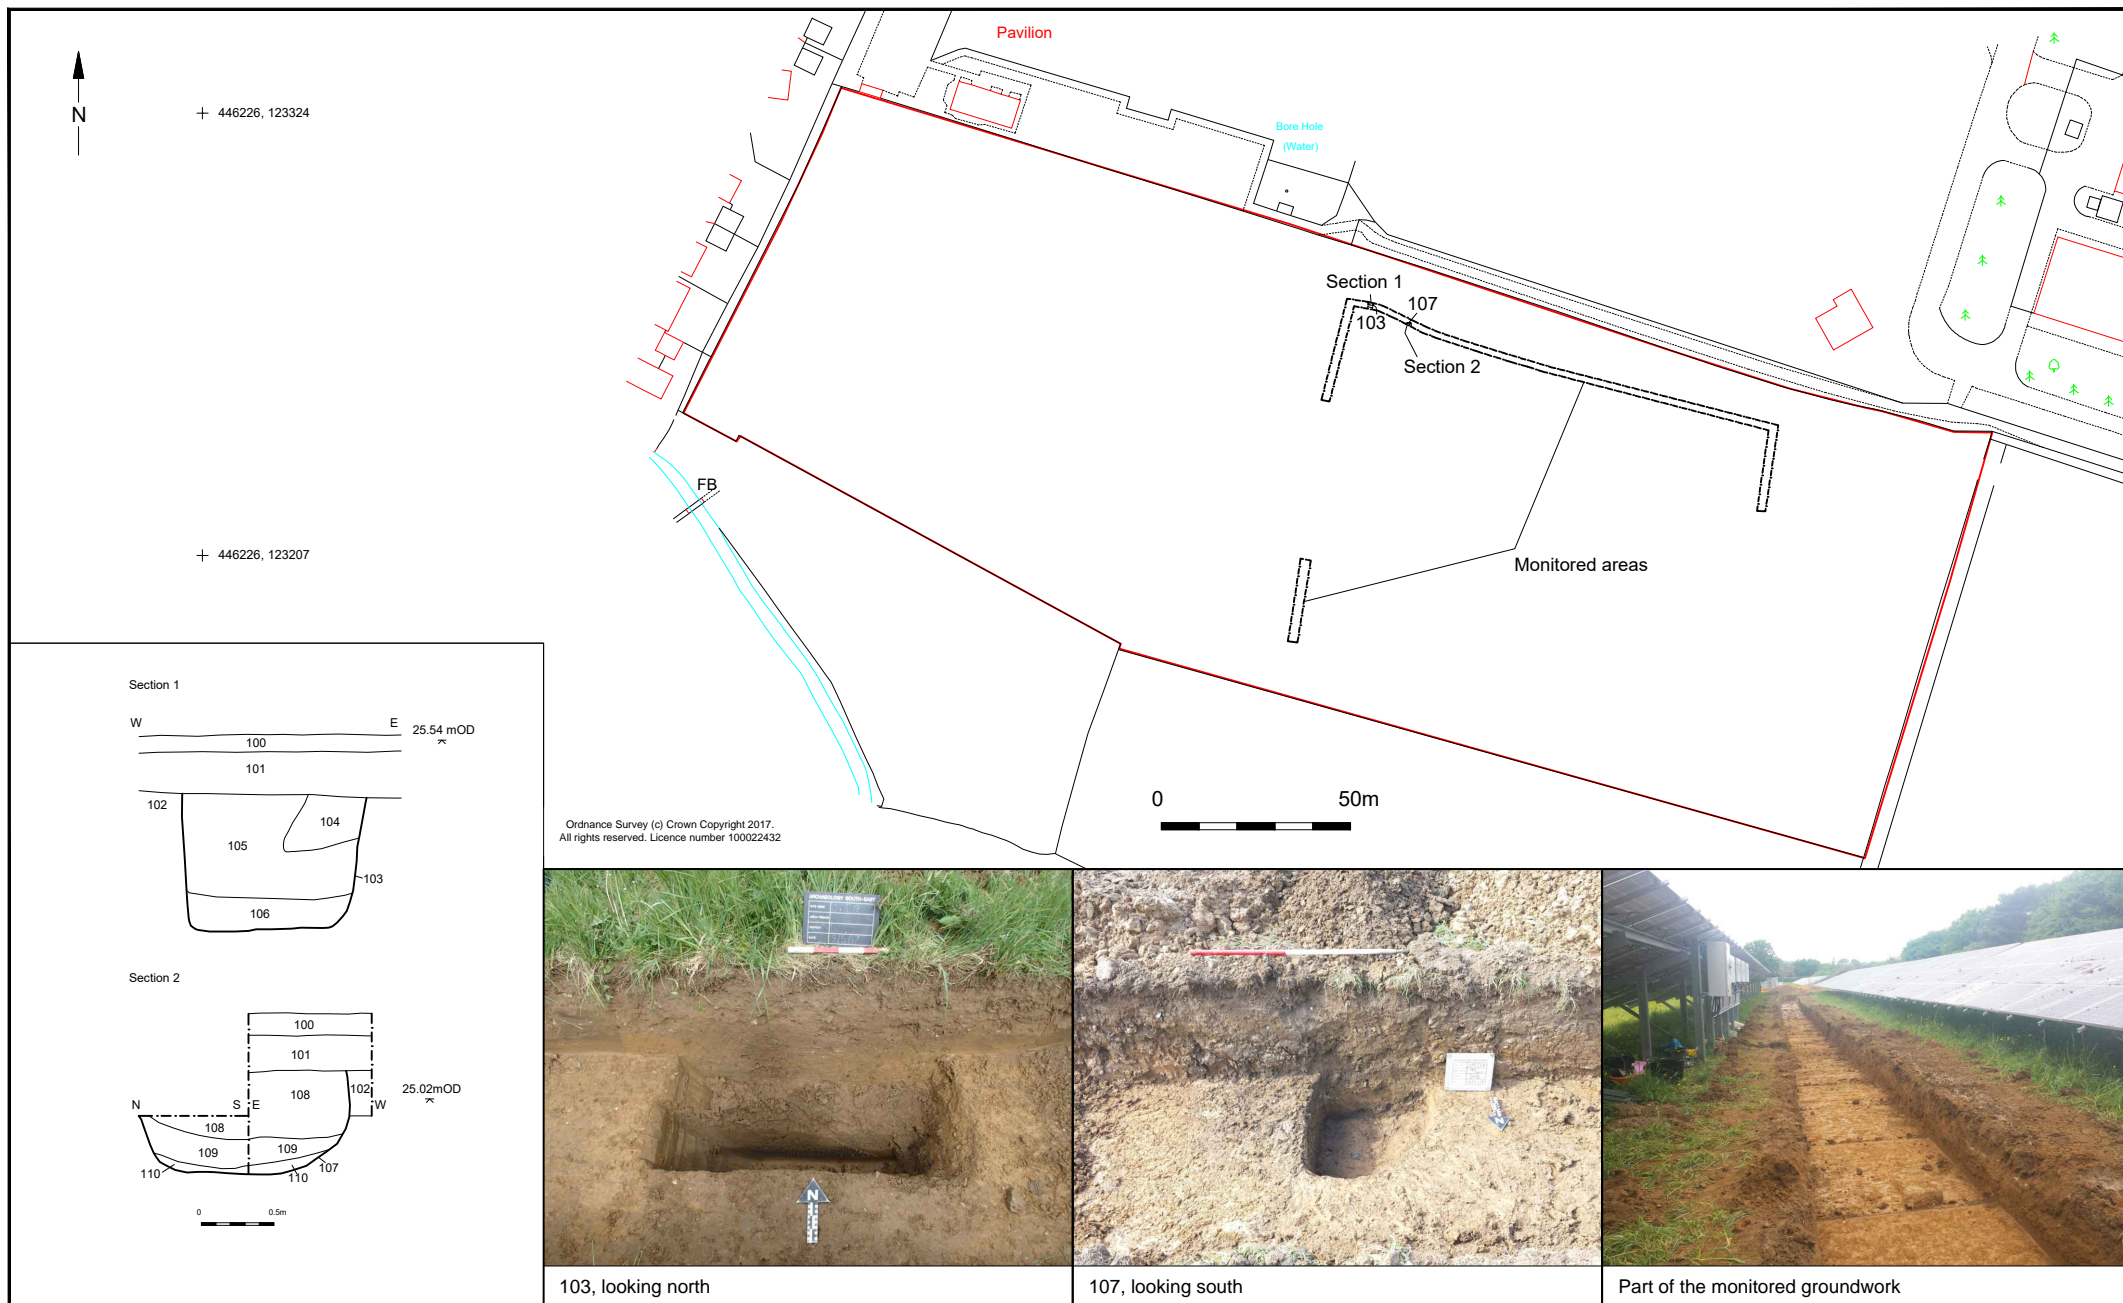 N
446226, 123324
446226, 123207
Pavilion
Bore Hole
(Water)
Section 1
103
107
Section 2
Monitored areas
FB
0 50m
Ordnance Survey (c) Crown Copyright 2017.
All rights reserved. Licence number 100022432
Section 1
W E
25.54 mOD
100
101
102
104
105
103
106
Section 2
100
101
108
102
25.02mOD
N S E W
108
109
109
110
110
107
0 0.5m
ARCHAEOLOGY SOUTH-EAST
N
103, looking north
107, looking south
Part of the monitored groundwork